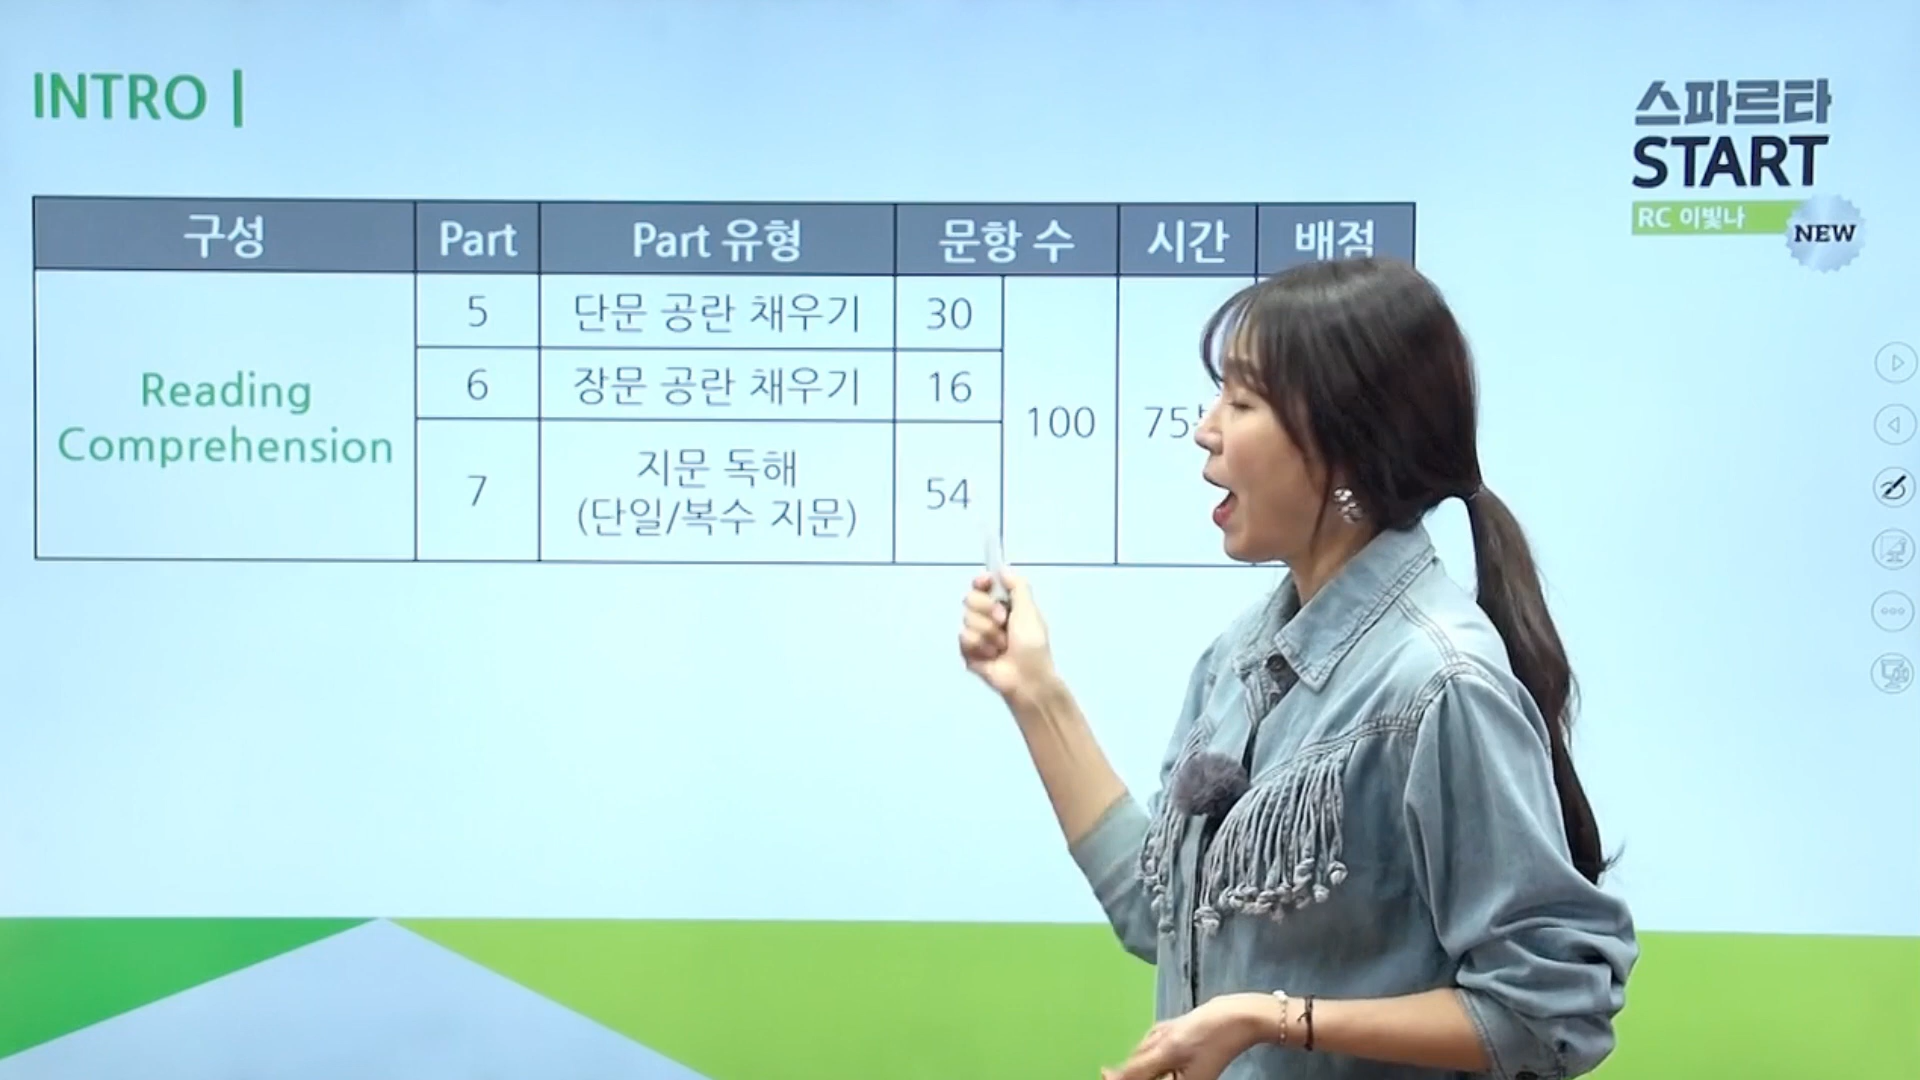 INTRO |
스파르타
START
RC 이빛나
NEW
구성 Part Part 유형 문항 수 시간 배점
Reading
Comprehension
5 단문 공란 채우기 30
6 장문 공란 채우기 16
100 75
7 지문 독해
(단일/복수 지문) 54